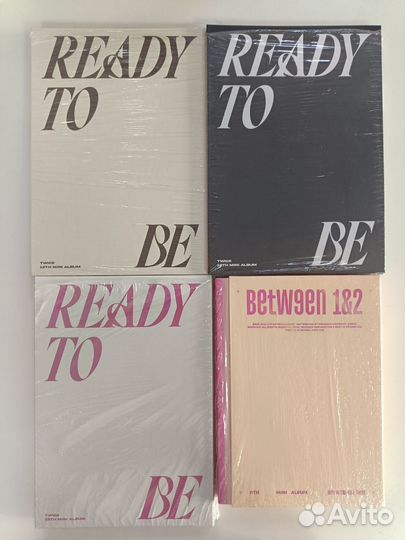 READY
TO
BE
TWICE
12TH MINI ALBUM
READY
TO
BE
TWICE
12TH MINI ALBUM
READY
TO
BE
TWICE
12TH MINI ALBUM
BetwGen 1&2
11TH MINI ALBUM
Avito